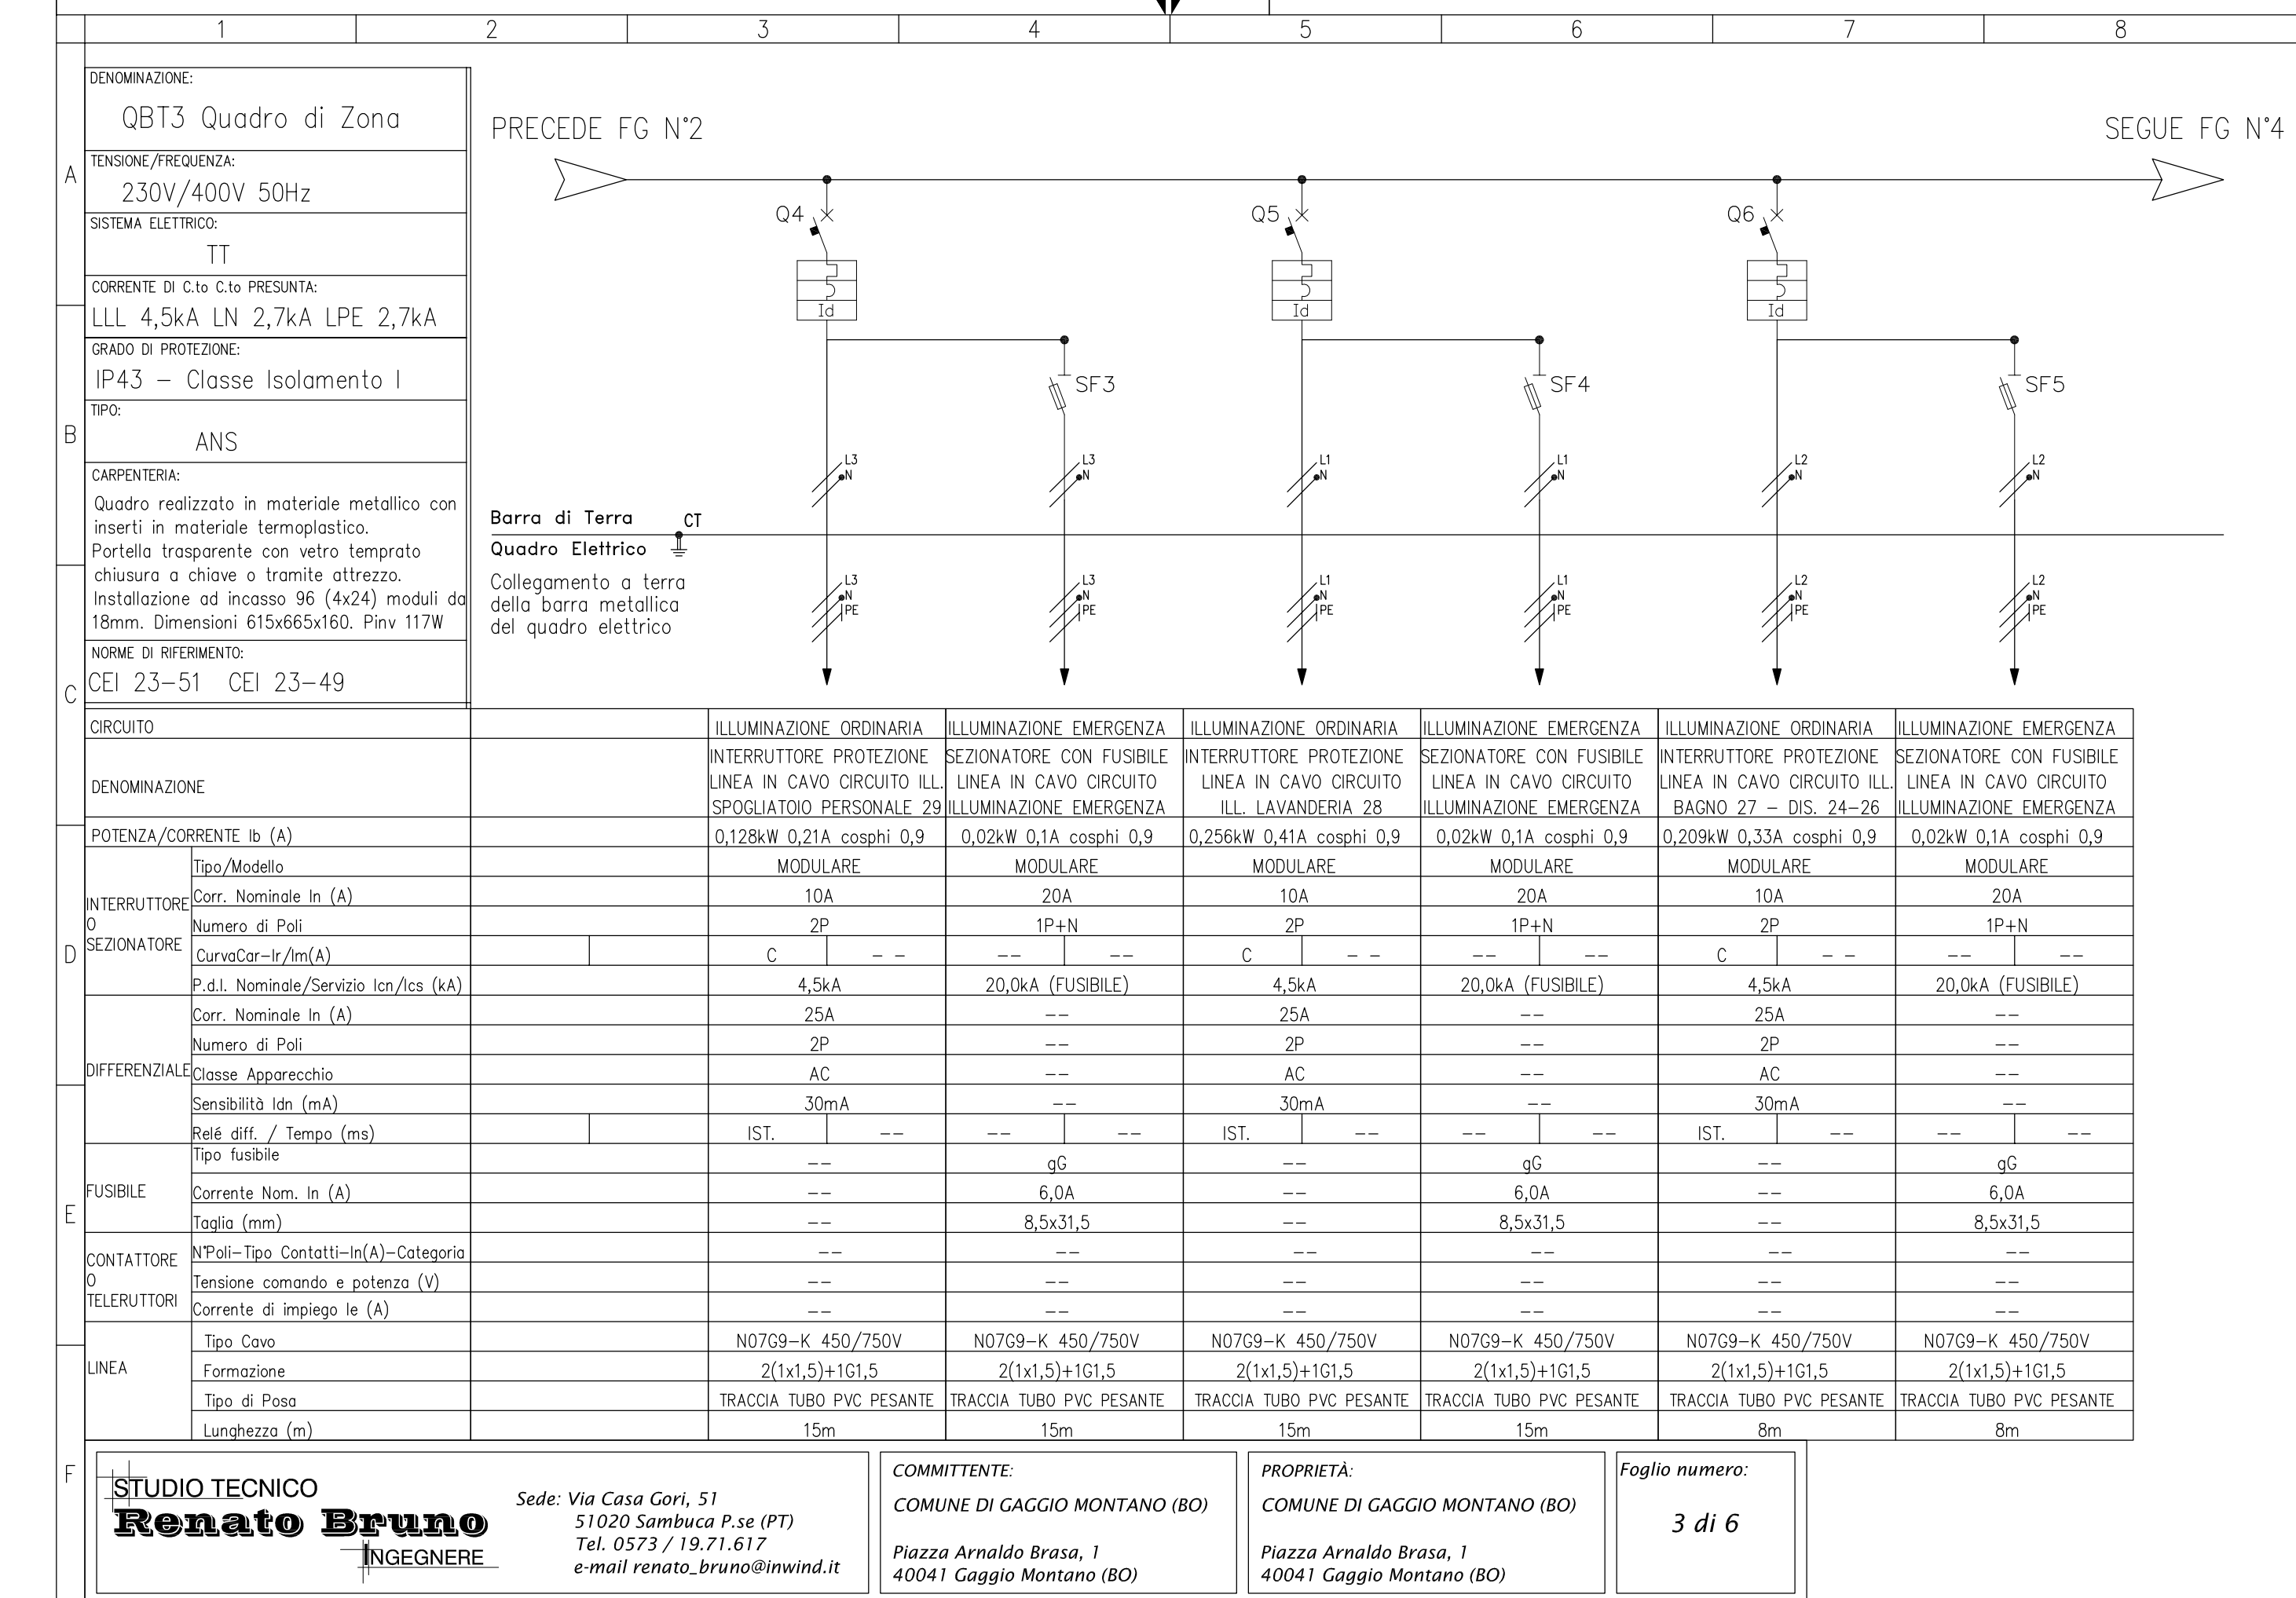 1 2 3 4 5 6 7 8
A
B
C
D
E
F
DENOMINAZIONE:
QBT3 Quadro di Zona
TENSIONE/FREQUENZA:
230V/400V 50Hz
SISTEMA ELETTRICO:
TT
CORRENTE DI C.to C.to PRESUNTA:
LLL 4,5kA LN 2,7kA LPE 2,7kA
GRADO DI PROTEZIONE:
IP43 – Classe Isolamento I
TIPO:
ANS
CARPENTERIA:
Quadro realizzato in materiale metallico con
inserti in materiale termoplastico.
Portella trasparente con vetro temprato
chiusura a chiave o tramite attrezzo.
Installazione ad incasso 96 (4x24) moduli da
18mm. Dimensioni 615x665x160. Pinv 117W
NORME DI RIFERIMENTO:
CEI 23–51 CEI 23–49
PRECEDE FG N°2
SEGUE FG N°4
Q4 Q5 Q6
Id Id Id
SF3 SF4 SF5
L3 L3 L1 L1 L2 L2
N N N N N N
Barra di Terra CT
Quadro Elettrico
Collegamento a terra
della barra metallica
del quadro elettrico
L3 L3 L1 L1 L2 L2
N N N N N N
PE PE PE PE PE PE
CIRCUITO ILLUMINAZIONE ORDINARIA ILLUMINAZIONE EMERGENZA ILLUMINAZIONE ORDINARIA ILLUMINAZIONE EMERGENZA ILLUMINAZIONE ORDINARIA ILLUMINAZIONE EMERGENZA
INTERRUTTORE PROTEZIONE SEZIONATORE CON FUSIBILE INTERRUTTORE PROTEZIONE SEZIONATORE CON FUSIBILE INTERRUTTORE PROTEZIONE SEZIONATORE CON FUSIBILE
DENOMINAZIONE LINEA IN CAVO CIRCUITO ILL. LINEA IN CAVO CIRCUITO LINEA IN CAVO CIRCUITO LINEA IN CAVO CIRCUITO LINEA IN CAVO CIRCUITO ILL. LINEA IN CAVO CIRCUITO
SPOGLIATOIO PERSONALE 29 ILLUMINAZIONE EMERGENZA ILL. LAVANDERIA 28 ILLUMINAZIONE EMERGENZA BAGNO 27 – DIS. 24–26 ILLUMINAZIONE EMERGENZA
POTENZA/CORRENTE Ib (A) 0,128kW 0,21A cosphi 0,9 0,02kW 0,1A cosphi 0,9 0,256kW 0,41A cosphi 0,9 0,02kW 0,1A cosphi 0,9 0,209kW 0,33A cosphi 0,9 0,02kW 0,1A cosphi 0,9
INTERRUTTORE
O
SEZIONATORE
Tipo/Modello MODULARE MODULARE MODULARE MODULARE MODULARE MODULARE
Corr. Nominale In (A) 10A 20A 10A 20A 10A 20A
Numero di Poli 2P 1P+N 2P 1P+N 2P 1P+N
CurvaCar–Ir/Im(A) C – – –– –– C – – –– –– C – – –– ––
P.d.I. Nominale/Servizio Icn/Ics (kA) 4,5kA 20,0kA (FUSIBILE) 4,5kA 20,0kA (FUSIBILE) 4,5kA 20,0kA (FUSIBILE)
DIFFERENZIALE
Corr. Nominale In (A) 25A –– 25A –– 25A ––
Numero di Poli 2P –– 2P –– 2P ––
Classe Apparecchio AC –– AC –– AC ––
Sensibilità Idn (mA) 30mA –– 30mA –– 30mA ––
Relé diff. / Tempo (ms) IST. –– –– –– IST. –– –– –– IST. –– –– ––
FUSIBILE
Tipo fusibile –– gG –– gG –– gG
Corrente Nom. In (A) –– 6,0A –– 6,0A –– 6,0A
Taglia (mm) –– 8,5x31,5 –– 8,5x31,5 –– 8,5x31,5
CONTATTORE
O
TELERUTTORI
N°Poli–Tipo Contatti–In(A)–Categoria –– –– –– –– –– ––
Tensione comando e potenza (V) –– –– –– –– –– ––
Corrente di impiego Ie (A) –– –– –– –– –– ––
LINEA
Tipo Cavo N07G9–K 450/750V N07G9–K 450/750V N07G9–K 450/750V N07G9–K 450/750V N07G9–K 450/750V N07G9–K 450/750V
Formazione 2(1x1,5)+1G1,5 2(1x1,5)+1G1,5 2(1x1,5)+1G1,5 2(1x1,5)+1G1,5 2(1x1,5)+1G1,5 2(1x1,5)+1G1,5
Tipo di Posa TRACCIA TUBO PVC PESANTE TRACCIA TUBO PVC PESANTE TRACCIA TUBO PVC PESANTE TRACCIA TUBO PVC PESANTE TRACCIA TUBO PVC PESANTE TRACCIA TUBO PVC PESANTE
Lunghezza (m) 15m 15m 15m 15m 8m 8m
STUDIO TECNICO
Renato Bruno
INGEGNERE
Sede: Via Casa Gori, 51
51020 Sambuca P.se (PT)
Tel. 0573 / 19.71.617
e-mail renato_bruno@inwind.it
COMMITTENTE:
COMUNE DI GAGGIO MONTANO (BO)
Piazza Arnaldo Brasa, 1
40041 Gaggio Montano (BO)
PROPRIETÀ:
COMUNE DI GAGGIO MONTANO (BO)
Piazza Arnaldo Brasa, 1
40041 Gaggio Montano (BO)
Foglio numero:
3 di 6